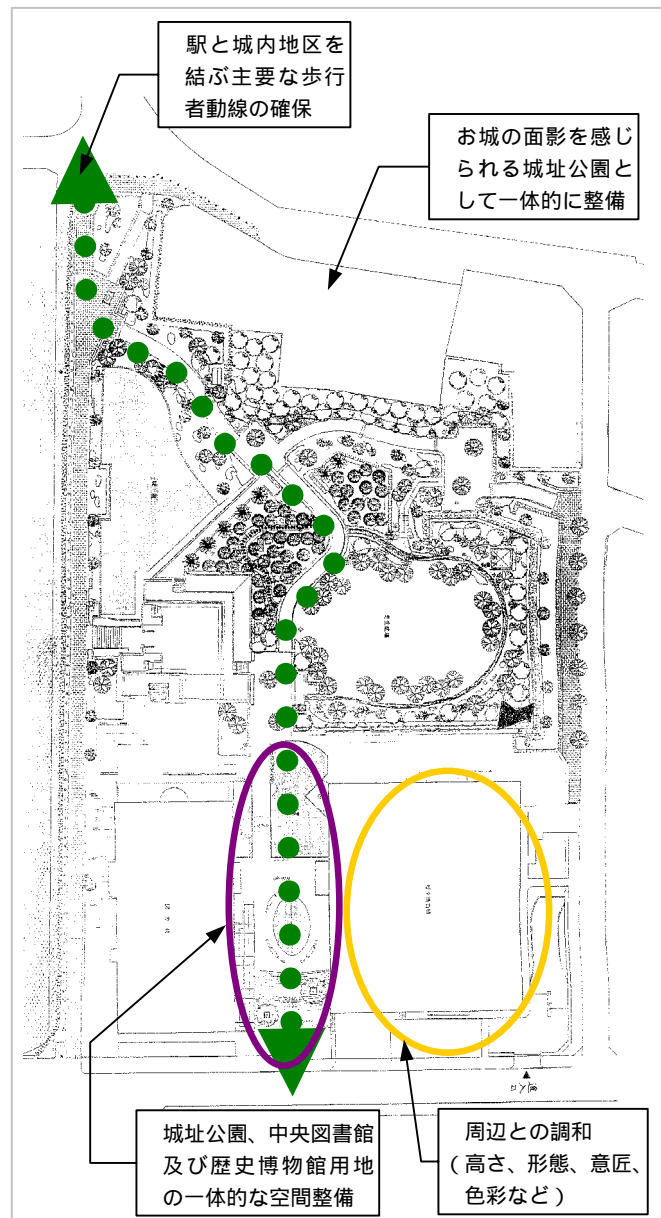 駅と城内地区を
結ぶ主要な歩行
者動線の確保
お城の面影を感じ
られる城址公園と
して一体的に整備
城址公園、中央図書館
及び歴史博物館用地
の一体的な空間整備
周辺との調和
(高さ、形態、意匠、
色彩など)